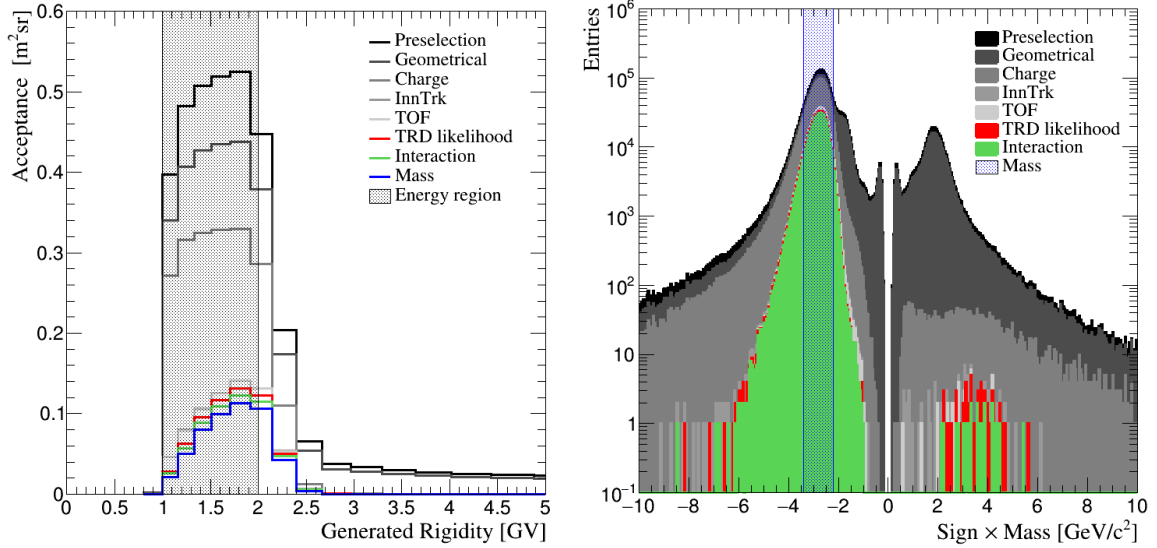 Acceptance [m²sr]
0.6
0.5
0.4
0.3
0.2
0.1
0
Preselection
Geometrical
Charge
InnTrk
TOF
TRD likelihood
Interaction
Mass
Energy region
0 0.5 1 1.5 2 2.5 3 3.5 4 4.5 5
Generated Rigidity [GV]
Entries
10⁶
10⁵
10⁴
10³
10²
10
1
10⁻¹
Preselection
Geometrical
Charge
InnTrk
TOF
TRD likelihood
Interaction
Mass
−10 −8 −6 −4 −2 0 2 4 6 8 10
Sign × Mass [GeV/c²]